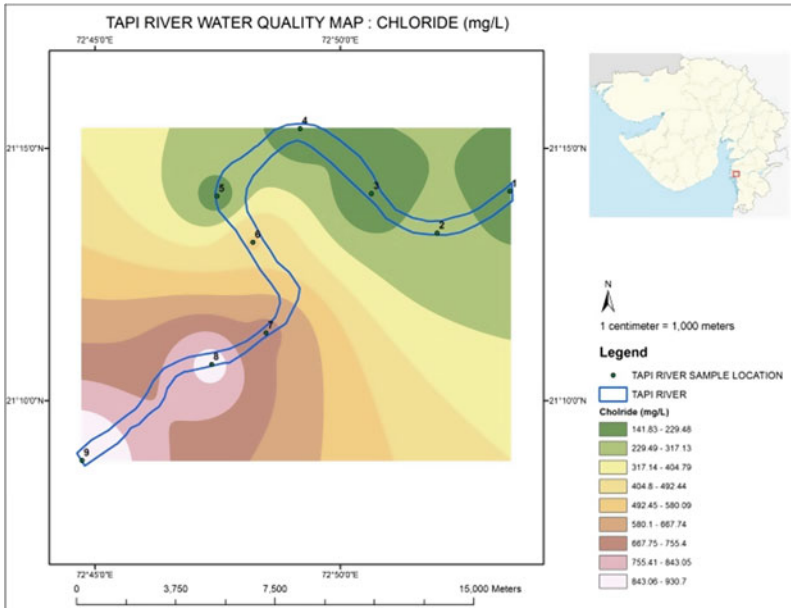 TAPI RIVER WATER QUALITY MAP : CHLORIDE (mg/L)
72°45'0"E 72°50'0"E
21°15'0"N 21°15'0"N
4
1
5
3
2
6
7
8
21°10'0"N 21°10'0"N
9
72°45'0"E 72°50'0"E
0 3,750 7,500 15,000 Meters
N
1 centimeter = 1,000 meters
Legend
TAPI RIVER SAMPLE LOCATION
TAPI RIVER
Cholride (mg/L)
141.83 - 229.48
229.49 - 317.13
317.14 - 404.79
404.8 - 492.44
492.45 - 580.09
580.1 - 667.74
667.75 - 755.4
755.41 - 843.05
843.06 - 930.7